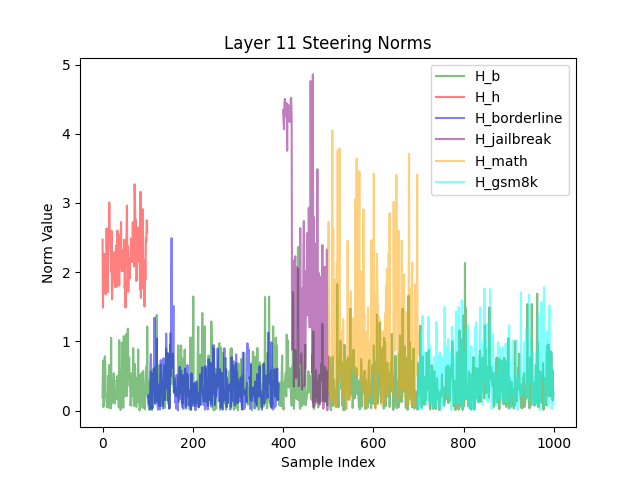 Layer 11 Steering Norms
H_b
H_h
H_borderline
H_jailbreak
H_math
H_gsm8k
5
4
3
2
1
0
Norm Value
0 200 400 600 800 1000
Sample Index